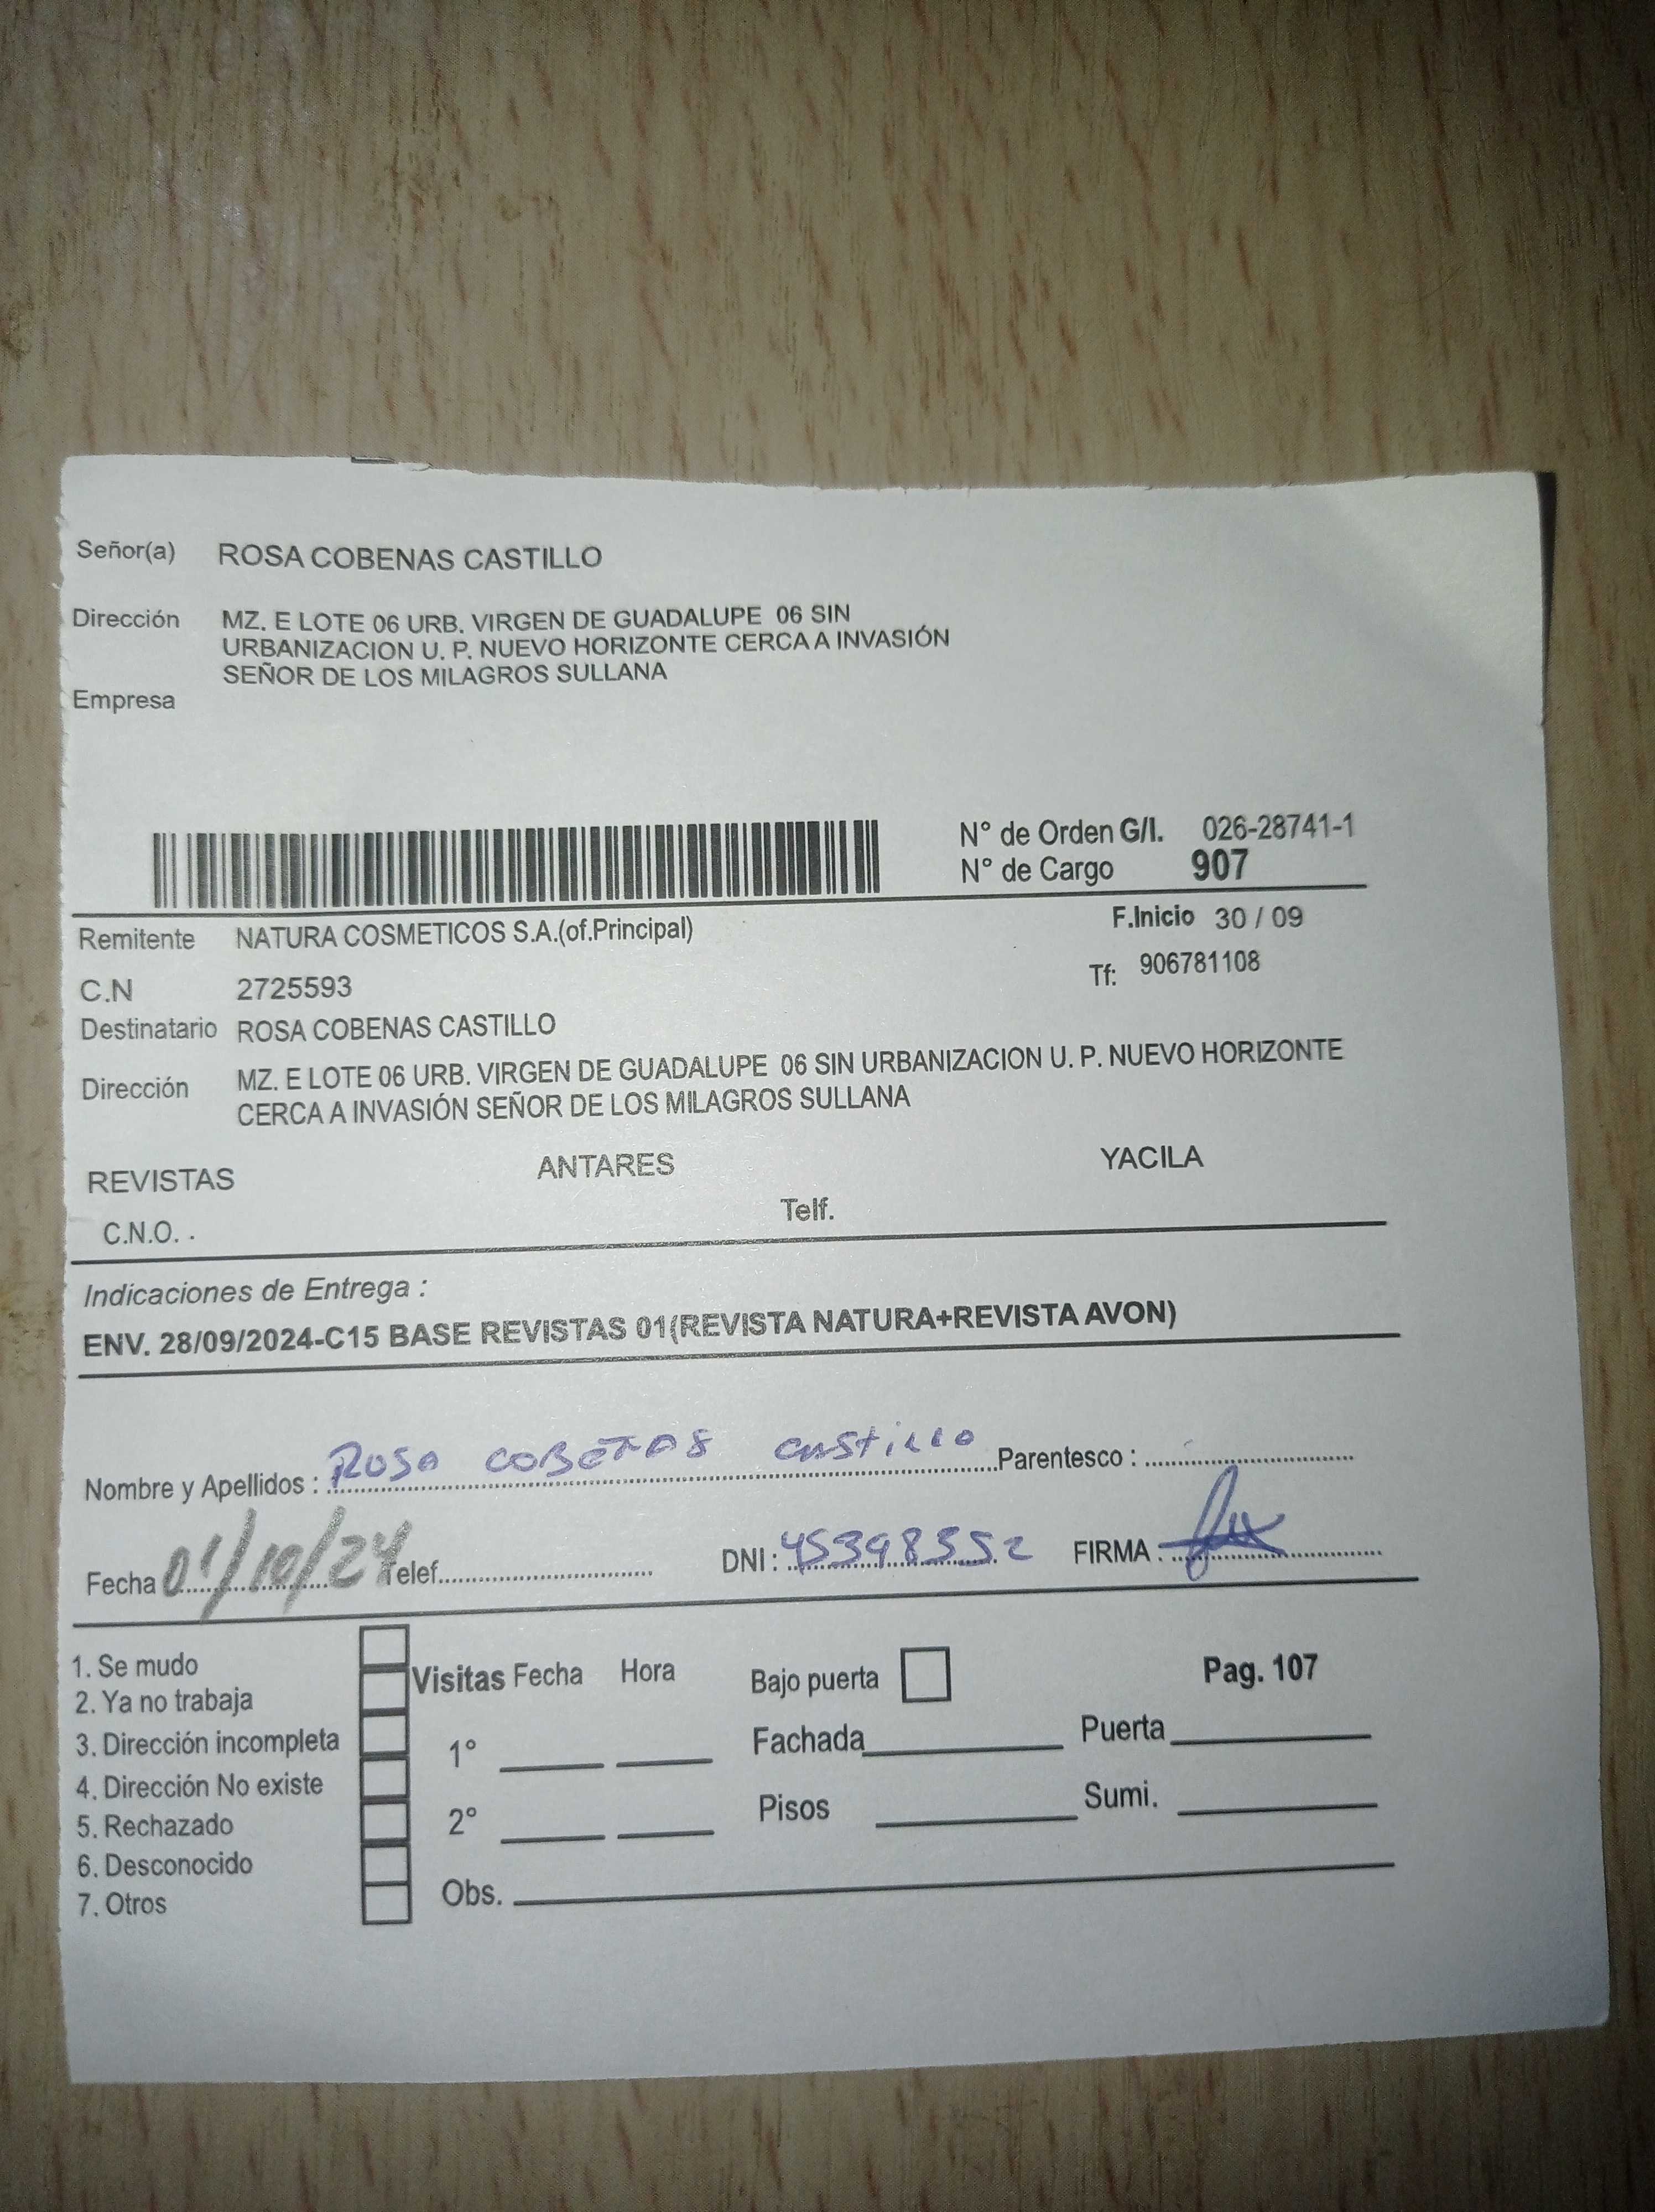 Señor(a) ROSA COBENAS CASTILLO
Dirección MZ. E LOTE 06 URB. VIRGEN DE GUADALUPE 06 SIN
URBANIZACION U. P. NUEVO HORIZONTE CERCA A INVASIÓN
SEÑOR DE LOS MILAGROS SULLANA
Empresa
N° de Orden G/I. 026-28741-1
N° de Cargo 907
Remitente NATURA COSMETICOS S.A.(of.Principal) F.Inicio 30 / 09
C.N 2725593 Tf: 906781108
Destinatario ROSA COBENAS CASTILLO
Dirección MZ. E LOTE 06 URB. VIRGEN DE GUADALUPE 06 SIN URBANIZACION U. P. NUEVO HORIZONTE
CERCA A INVASIÓN SEÑOR DE LOS MILAGROS SULLANA
REVISTAS ANTARES YACILA
C.N.O. . Telf.
Indicaciones de Entrega :
ENV. 28/09/2024-C15 BASE REVISTAS 01(REVISTA NATURA+REVISTA AVON)
Nombre y Apellidos : Rosa COBEÑAS CASTILLO Parentesco :
Fecha 01/10/24 Telef. DNI : 45398352 FIRMA :
1. Se mudo Visitas Fecha Hora Bajo puerta Pag. 107
2. Ya no trabaja
3. Dirección incompleta 1° Fachada Puerta
4. Dirección No existe
5. Rechazado 2° Pisos Sumi.
6. Desconocido
7. Otros Obs.